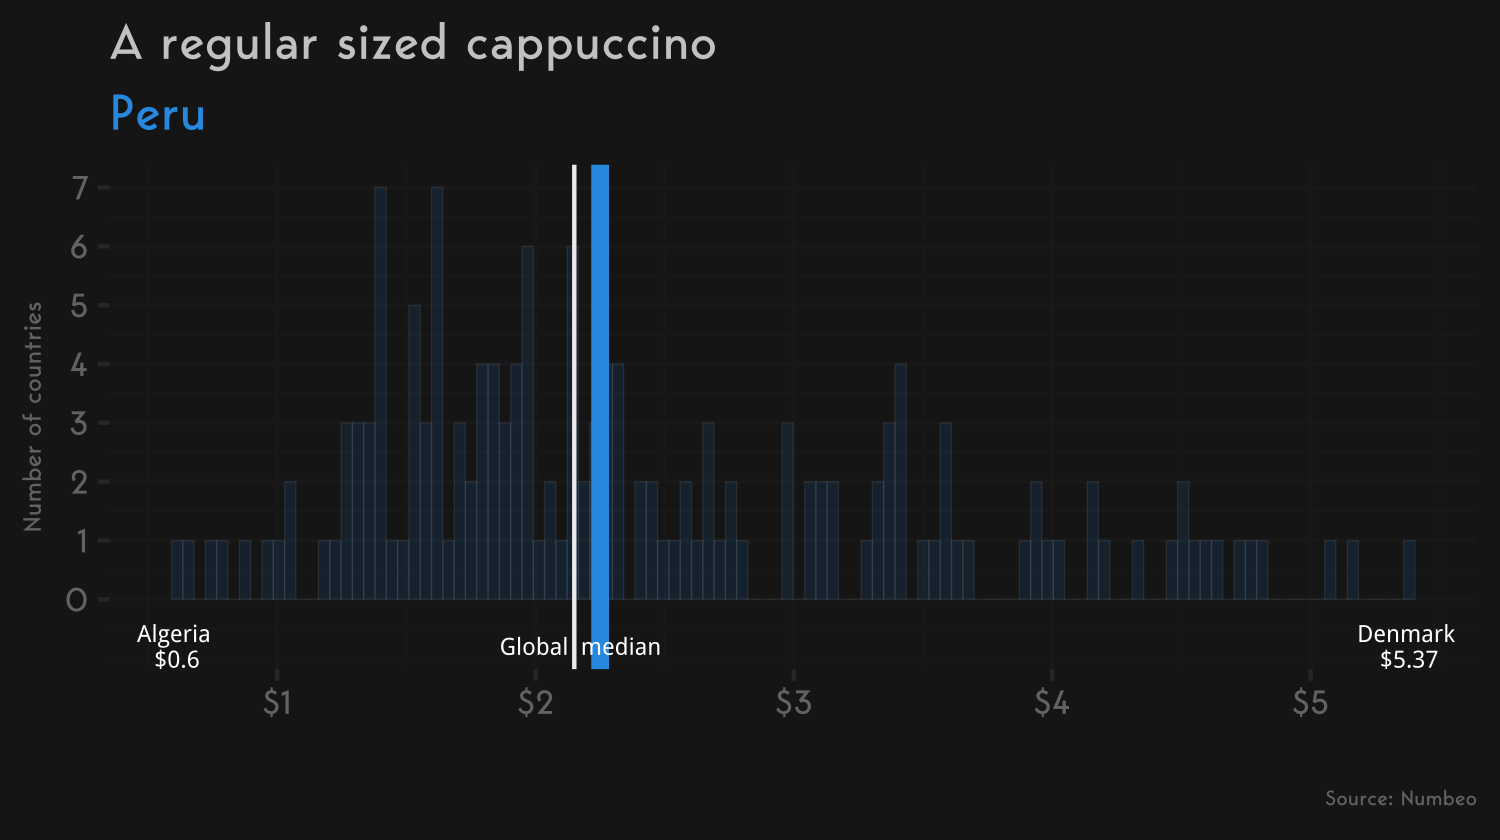 A regular sized cappuccino
Peru
Number of countries
7
6
5
4
3
2
1
0
Algeria
$0.6
Global median
Denmark
$5.37
$1 $2 $3 $4 $5
Source: Numbeo